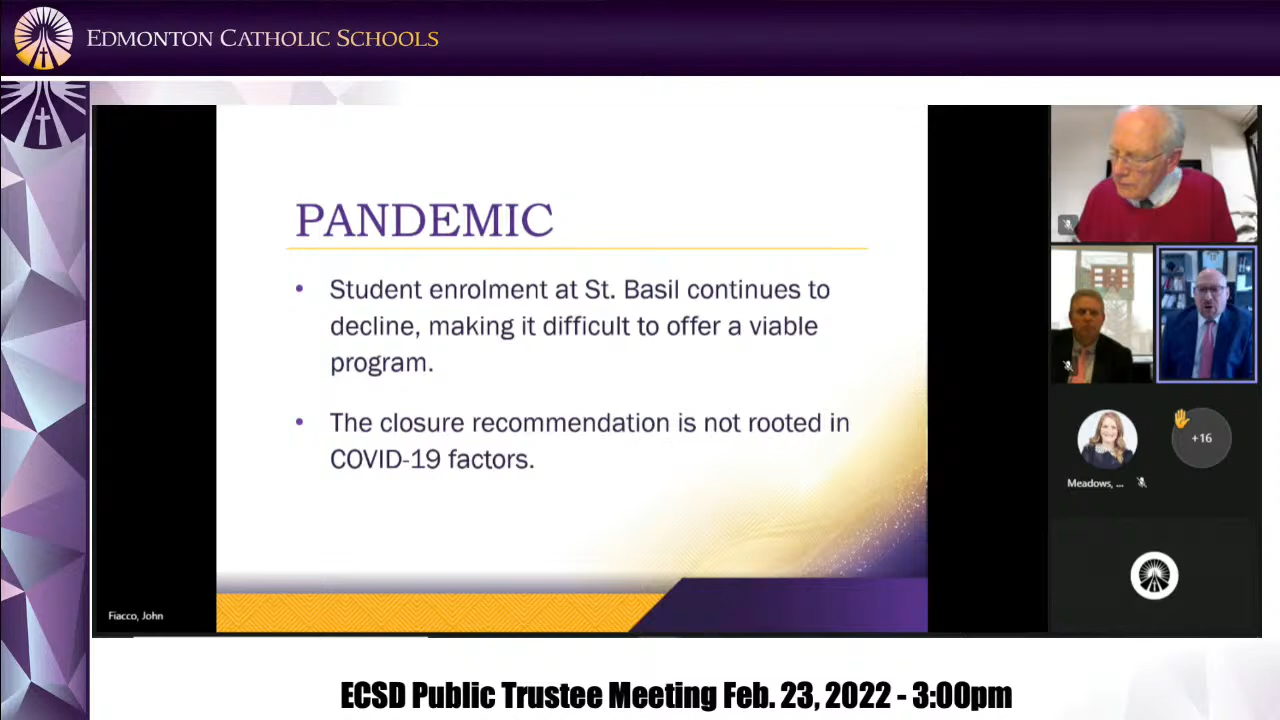 EDMONTON CATHOLIC SCHOOLS
PANDEMIC
• Student enrolment at St. Basil continues to
decline, making it difficult to offer a viable
program.
• The closure recommendation is not rooted in
COVID-19 factors.
Fiacco, John
+16
Meadows, ...
ECSD Public Trustee Meeting Feb. 23, 2022 - 3:00pm